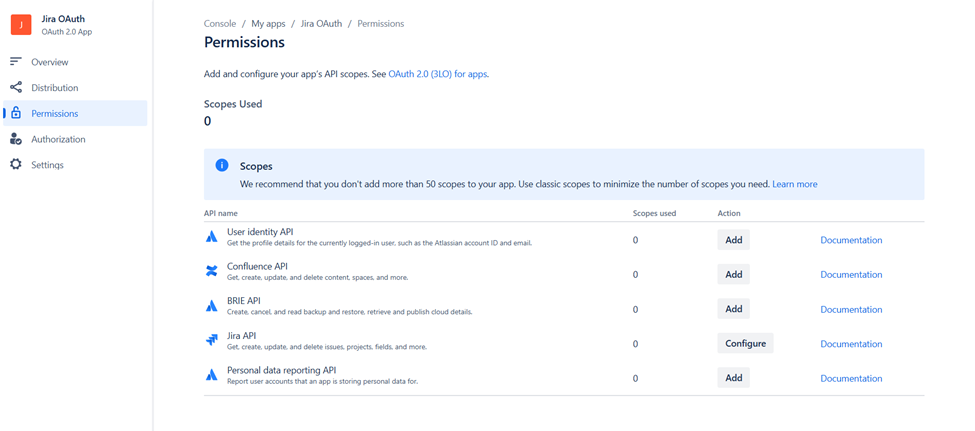 J
Jira OAuth
OAuth 2.0 App
Overview
Distribution
Permissions
Authorization
Settings
Console / My apps / Jira OAuth / Permissions
Permissions
Add and configure your app's API scopes. See OAuth 2.0 (3LO) for apps.
Scopes Used
0
Scopes
We recommend that you don't add more than 50 scopes to your app. Use classic scopes to minimize the number of scopes you need. Learn more
API name Scopes used Action
User identity API
Get the profile details for the currently logged-in user, such as the Atlassian account ID and email.
0 Add Documentation
Confluence API
Get, create, update, and delete content, spaces, and more.
0 Add Documentation
BRIE API
Create, cancel, and read backup and restore, retrieve and publish cloud details.
0 Add Documentation
Jira API
Get, create, update, and delete issues, projects, fields, and more.
0 Configure Documentation
Personal data reporting API
Report user accounts that an app is storing personal data for.
0 Add Documentation